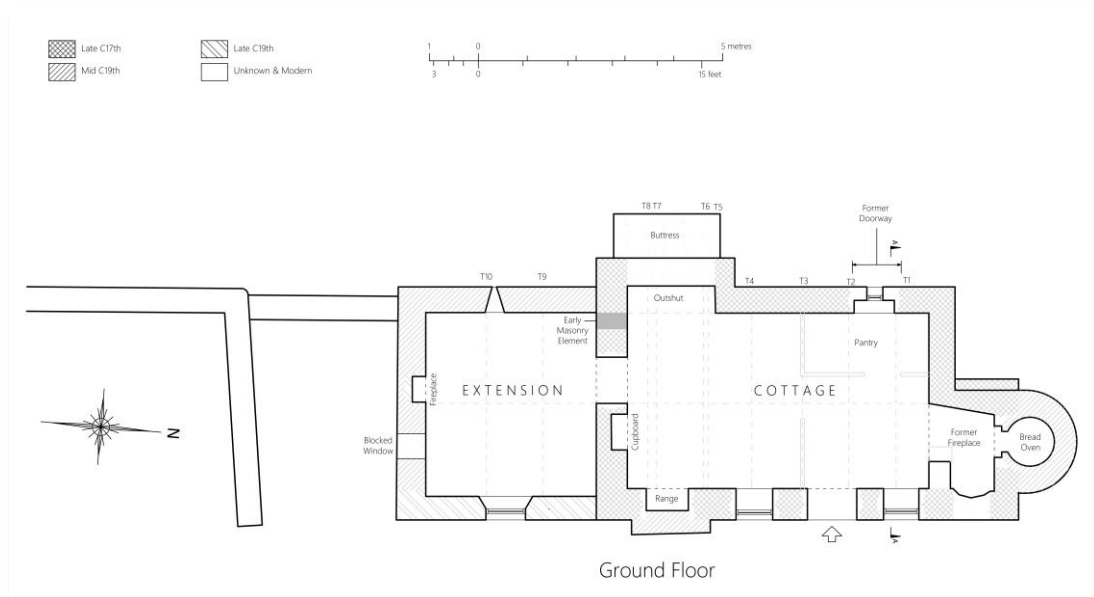 Late C17th
Mid C19th
Late C19th
Unknown & Modern
1 0 5 metres
3 0 15 feet
T8 T7 T6 T5
Former
Doorway
A
Buttress
T10 T9 T4 T3 T2 T1
Outshut
Early
Masonry
Element
Pantry
Fireplace
EXTENSION
COTTAGE
N
Blocked
Window
Cupboard
Former
Fireplace
Bread
Oven
Range
A
Ground Floor